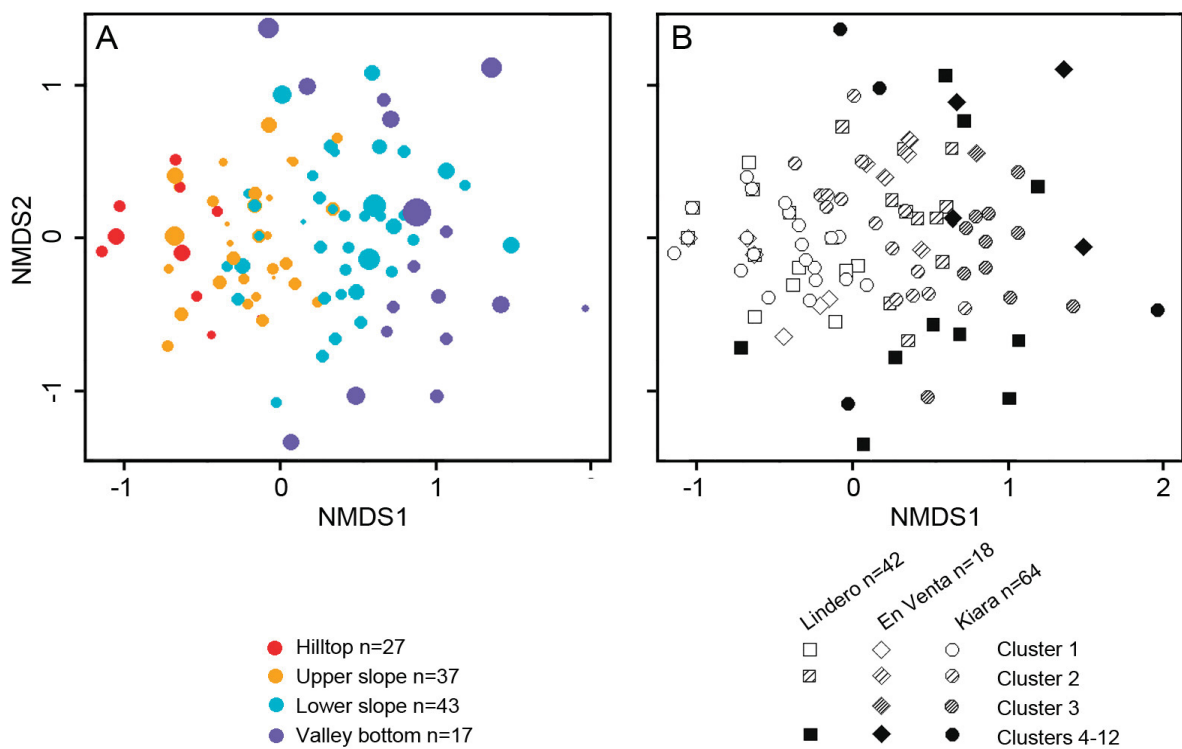 A
B
1
0
-1
NMDS2
-1 0 1
NMDS1
-1 0 1 2
NMDS1
Hilltop n=27
Upper slope n=37
Lower slope n=43
Valley bottom n=17
Lindero n=42
En Venta n=18
Kiara n=64
Cluster 1
Cluster 2
Cluster 3
Clusters 4-12